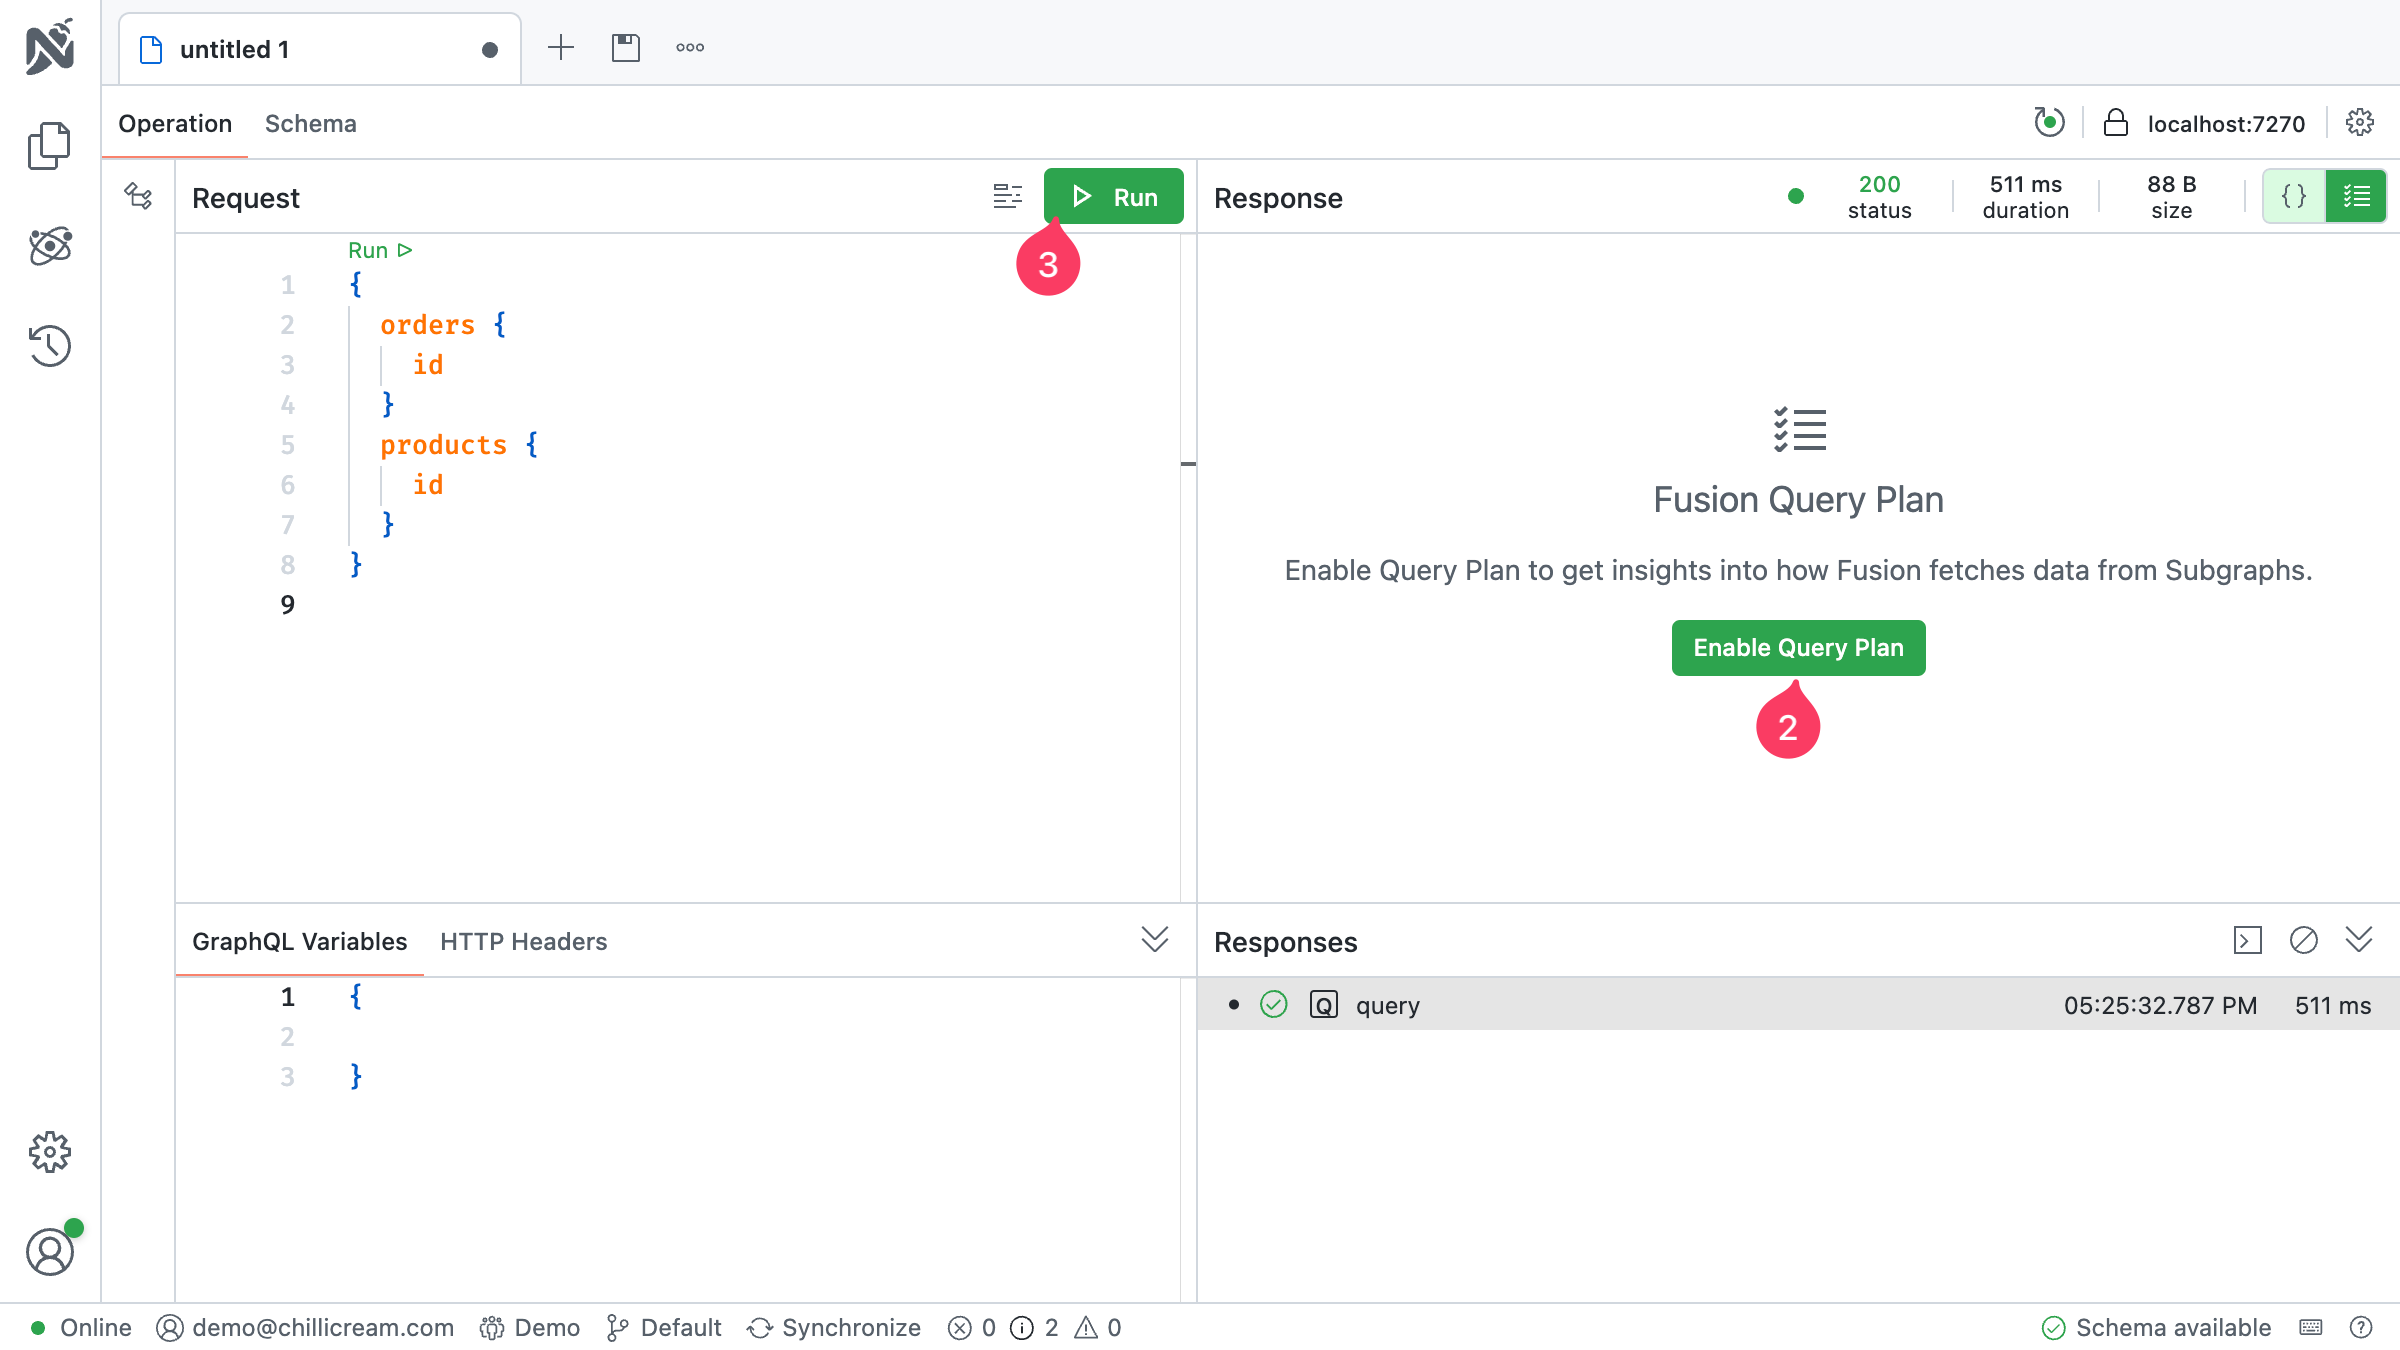 untitled 1
Operation Schema
localhost:7270
Request
Run
Response
200 status
511 ms duration
88 B size
{ }
3
Run
1 {
2 orders {
3 id
4 }
5 products {
6 id
7 }
8 }
9
Fusion Query Plan
Enable Query Plan to get insights into how Fusion fetches data from Subgraphs.
Enable Query Plan
2
GraphQL Variables HTTP Headers
1 {
2
3 }
Responses
Q query 05:25:32.787 PM 511 ms
Online demo@chillicream.com Demo Default Synchronize 0 2 0 Schema available